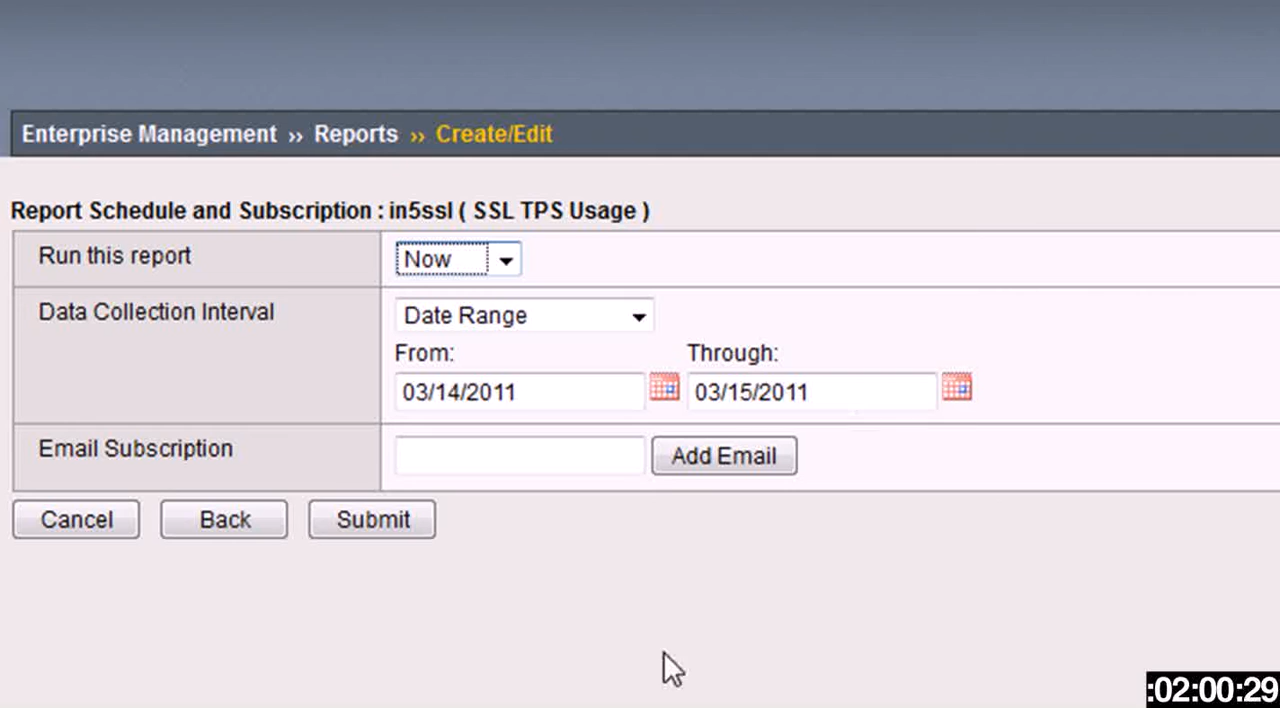 Enterprise Management ›› Reports ›› Create/Edit
Report Schedule and Subscription : in5ssl ( SSL TPS Usage )
Run this report Now
Data Collection Interval Date Range
From: Through:
03/14/2011 03/15/2011
Email Subscription Add Email
Cancel Back Submit
:02:00:29